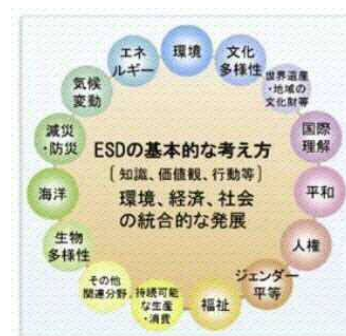 環境
文化
多様性
世界遺産
・地域の
文化財等
国際
理解
平和
人権
ジェンダー
平等
福祉
持続可能
な生産
・消費
その他
関連分野
生物
多様性
海洋
減災
・防災
気候
変動
エネ
ルギー
ESDの基本的な考え方
[知識、価値観、行動等]
環境、経済、社会
の統合的な発展